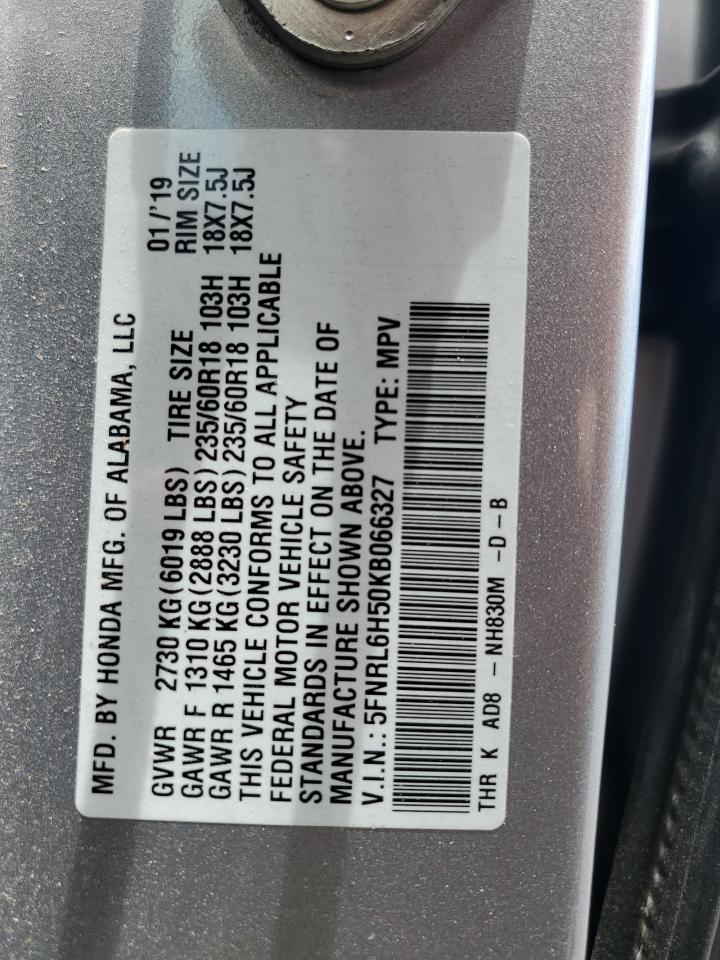 MFD. BY HONDA MFG. OF ALABAMA, LLC 01/'19
GVWR 2730 KG(6019 LBS) TIRE SIZE RIM SIZE
GAWR F 1310 KG(2888 LBS) 235/60R18 103H 18X7.5J
GAWR R 1465 KG(3230 LBS) 235/60R18 103H 18X7.5J
THIS VEHICLE CONFORMS TO ALL APPLICABLE
FEDERAL MOTOR VEHICLE SAFETY
STANDARDS IN EFFECT ON THE DATE OF
MANUFACTURE SHOWN ABOVE.
V.I.N.: 5FNRL6H50KB066327 TYPE: MPV
THR K AD8 - NH830M -D-B